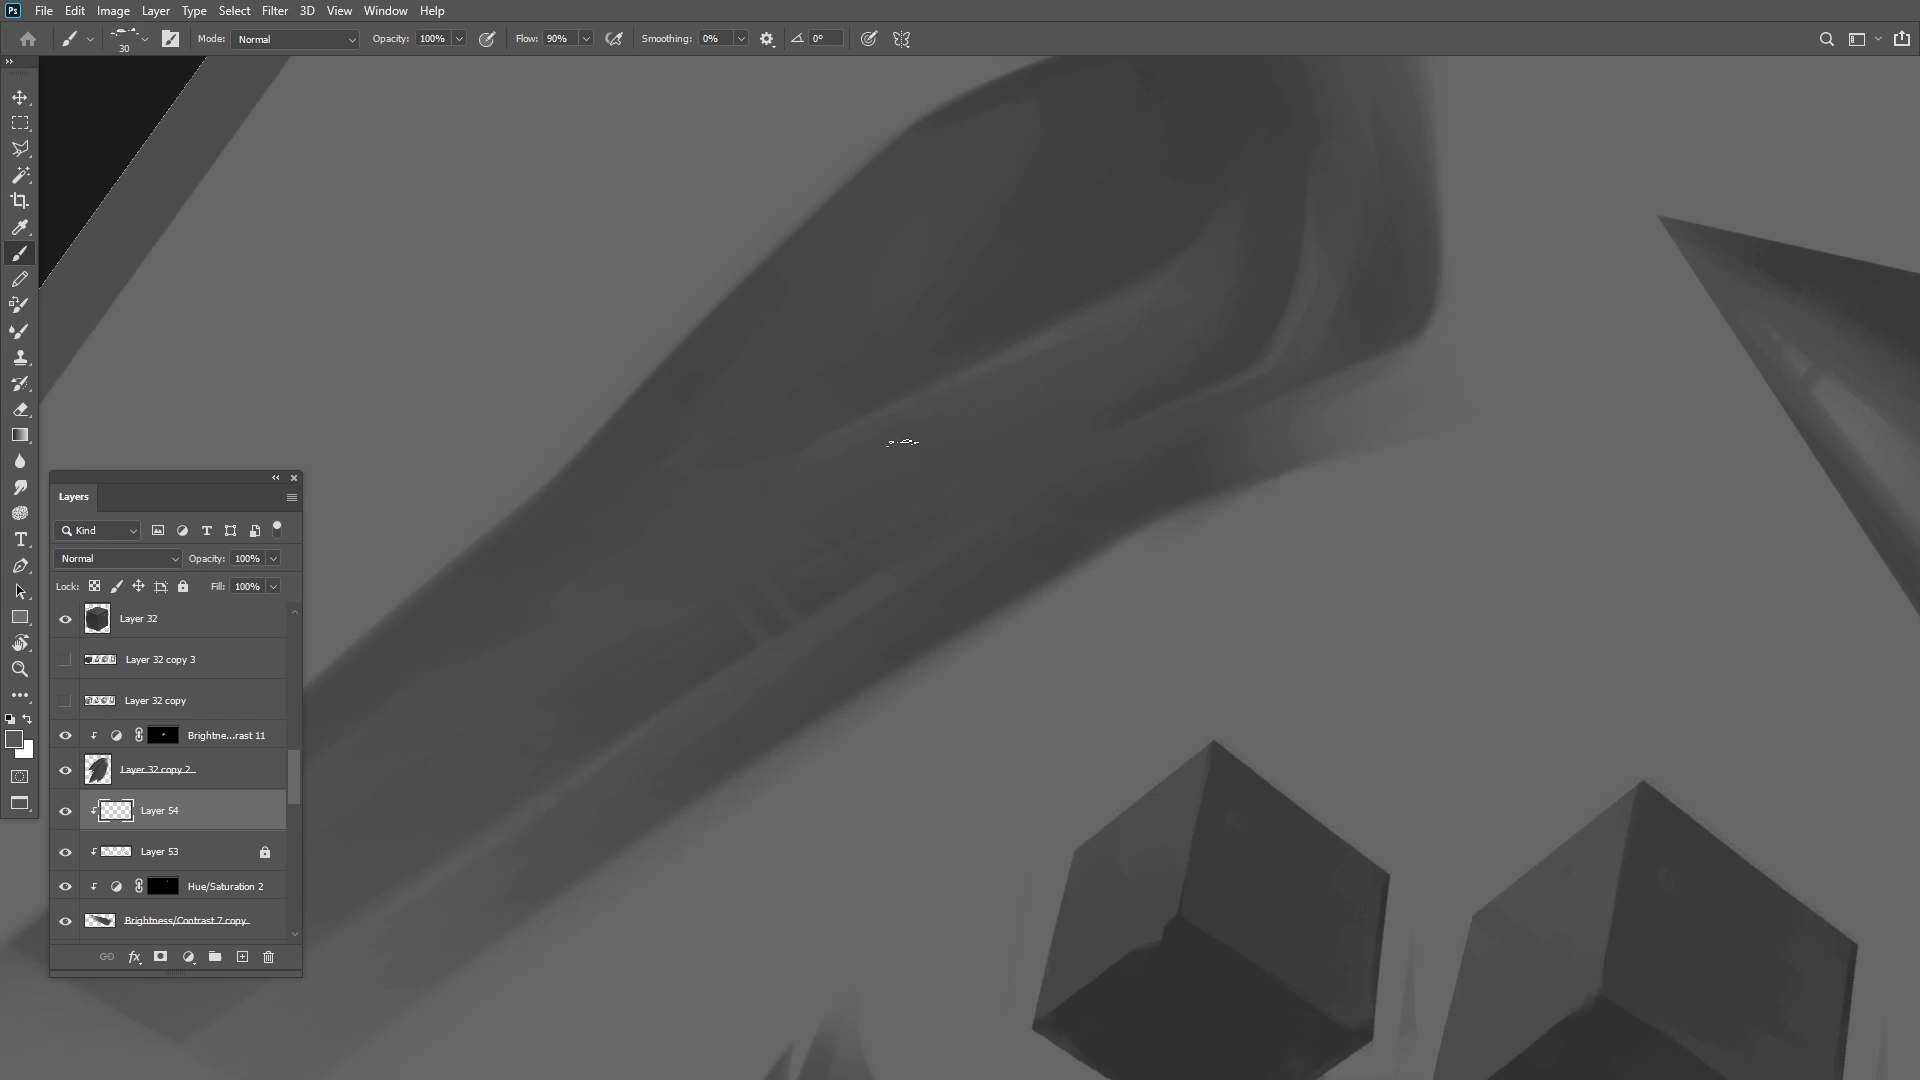 Ps File Edit Image Layer Type Select Filter 3D View Window Help
30 Mode: Normal Opacity: 100% Flow: 90% Smoothing: 0% 0°
Layers
Kind
Normal Opacity: 100%
Lock: Fill: 100%
Layer 32
Layer 32 copy 3
Layer 32 copy
Brightne...rast 11
Layer 32 copy 2
Layer 54
Layer 53
Hue/Saturation 2
Brightness/Contrast 7 copy
fx